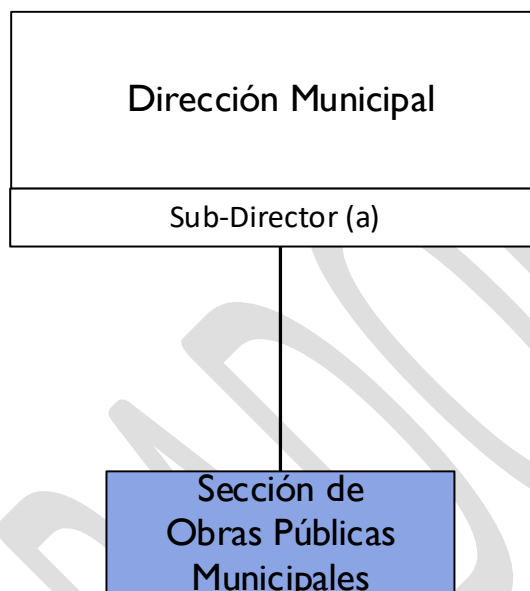 Dirección Municipal
Sub-Director (a)
Sección de
Obras Públicas
Municipales